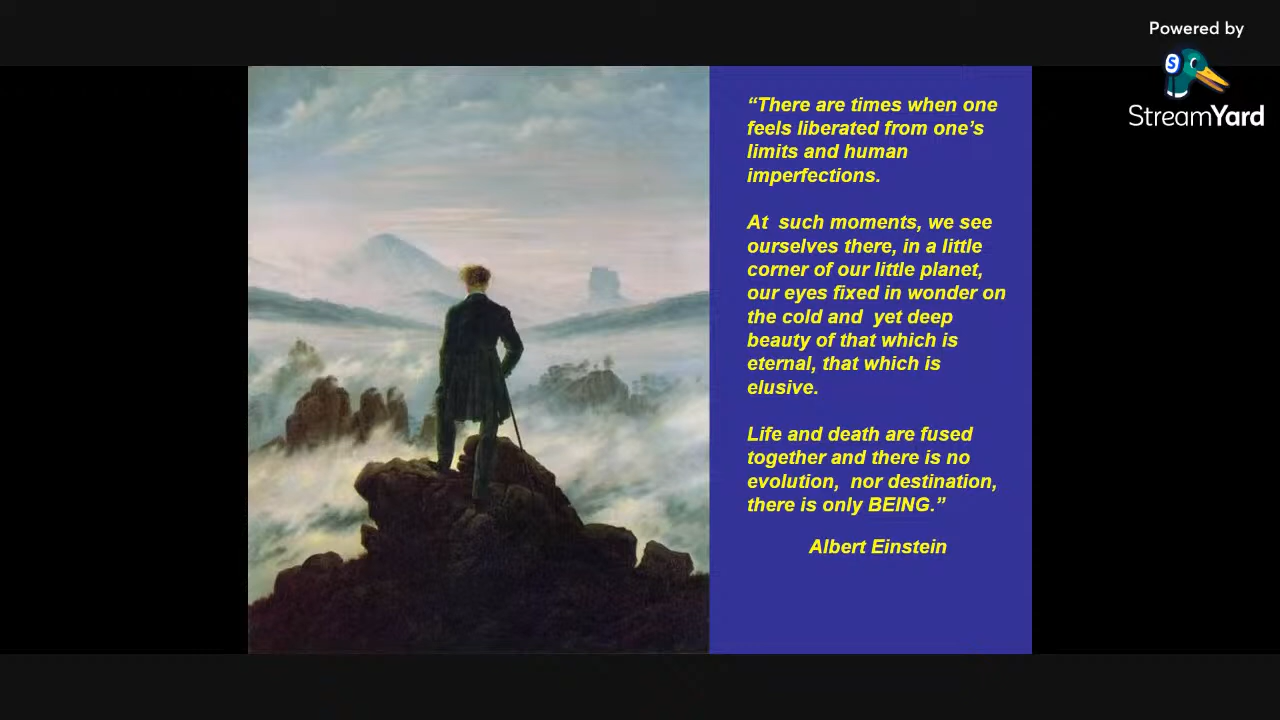 Powered by
S
StreamYard
“There are times when one
feels liberated from one’s
limits and human
imperfections.
At such moments, we see
ourselves there, in a little
corner of our little planet,
our eyes fixed in wonder on
the cold and yet deep
beauty of that which is
eternal, that which is
elusive.
Life and death are fused
together and there is no
evolution, nor destination,
there is only BEING.”
Albert Einstein